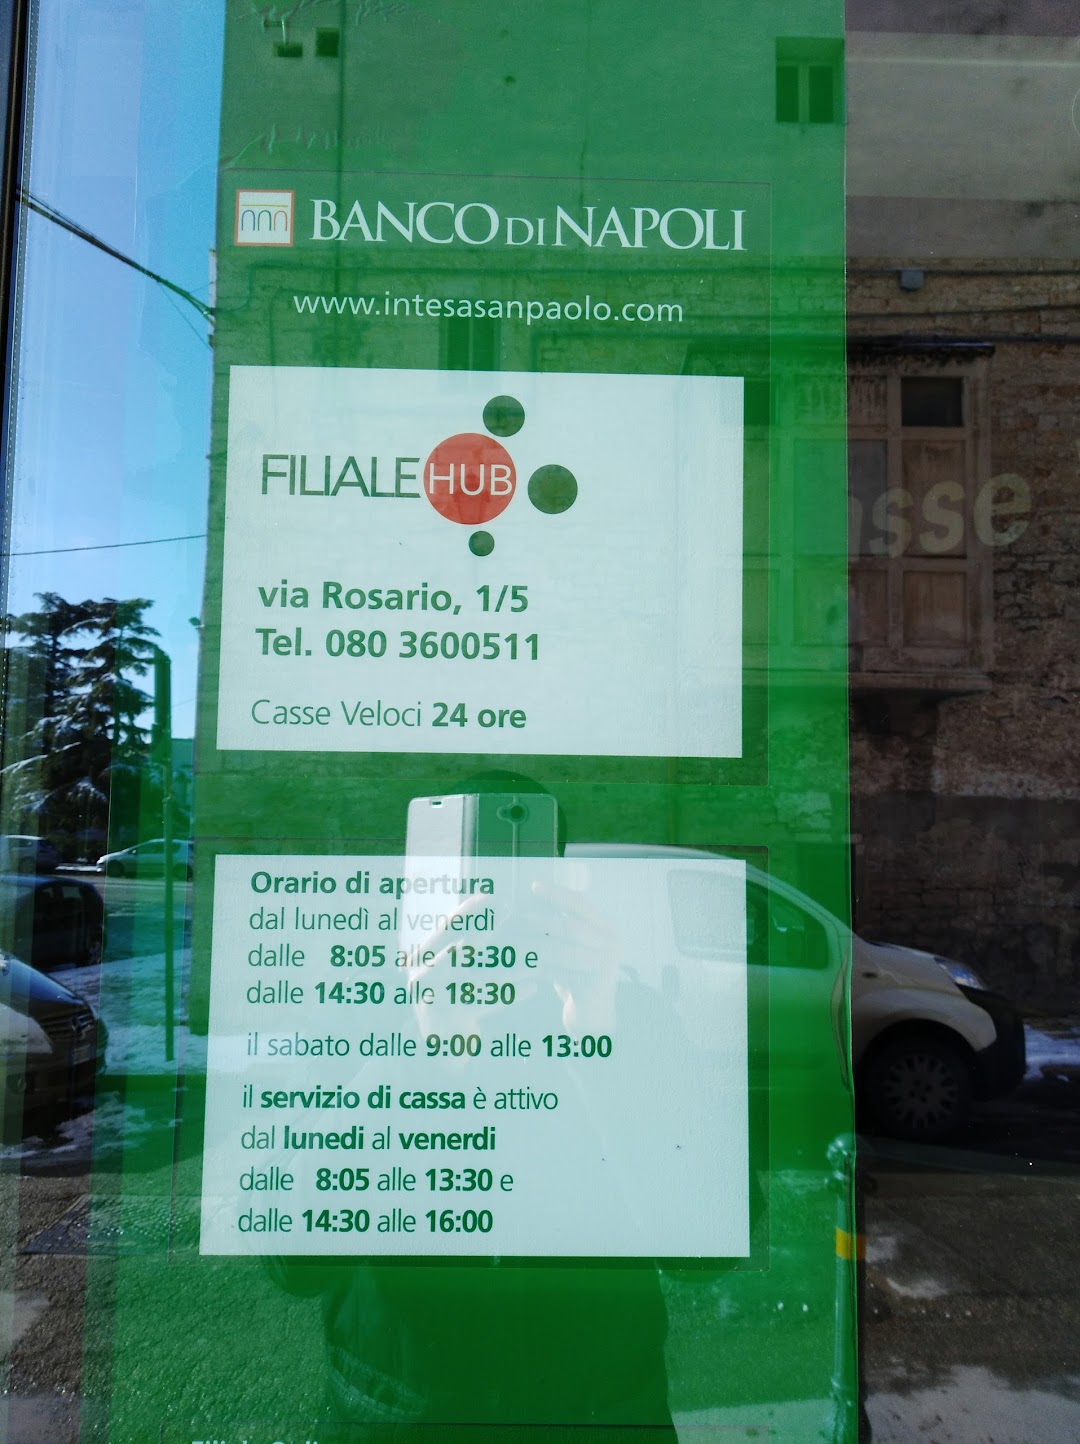 BANCO DI NAPOLI
www.intesasanpaolo.com
FILIALE HUB
via Rosario, 1/5
Tel. 080 3600511
Casse Veloci 24 ore
Orario di apertura
dal lunedì al venerdì
dalle 8:05 alle 13:30 e
dalle 14:30 alle 18:30
il sabato dalle 9:00 alle 13:00
il servizio di cassa è attivo
dal lunedi al venerdi
dalle 8:05 alle 13:30 e
dalle 14:30 alle 16:00